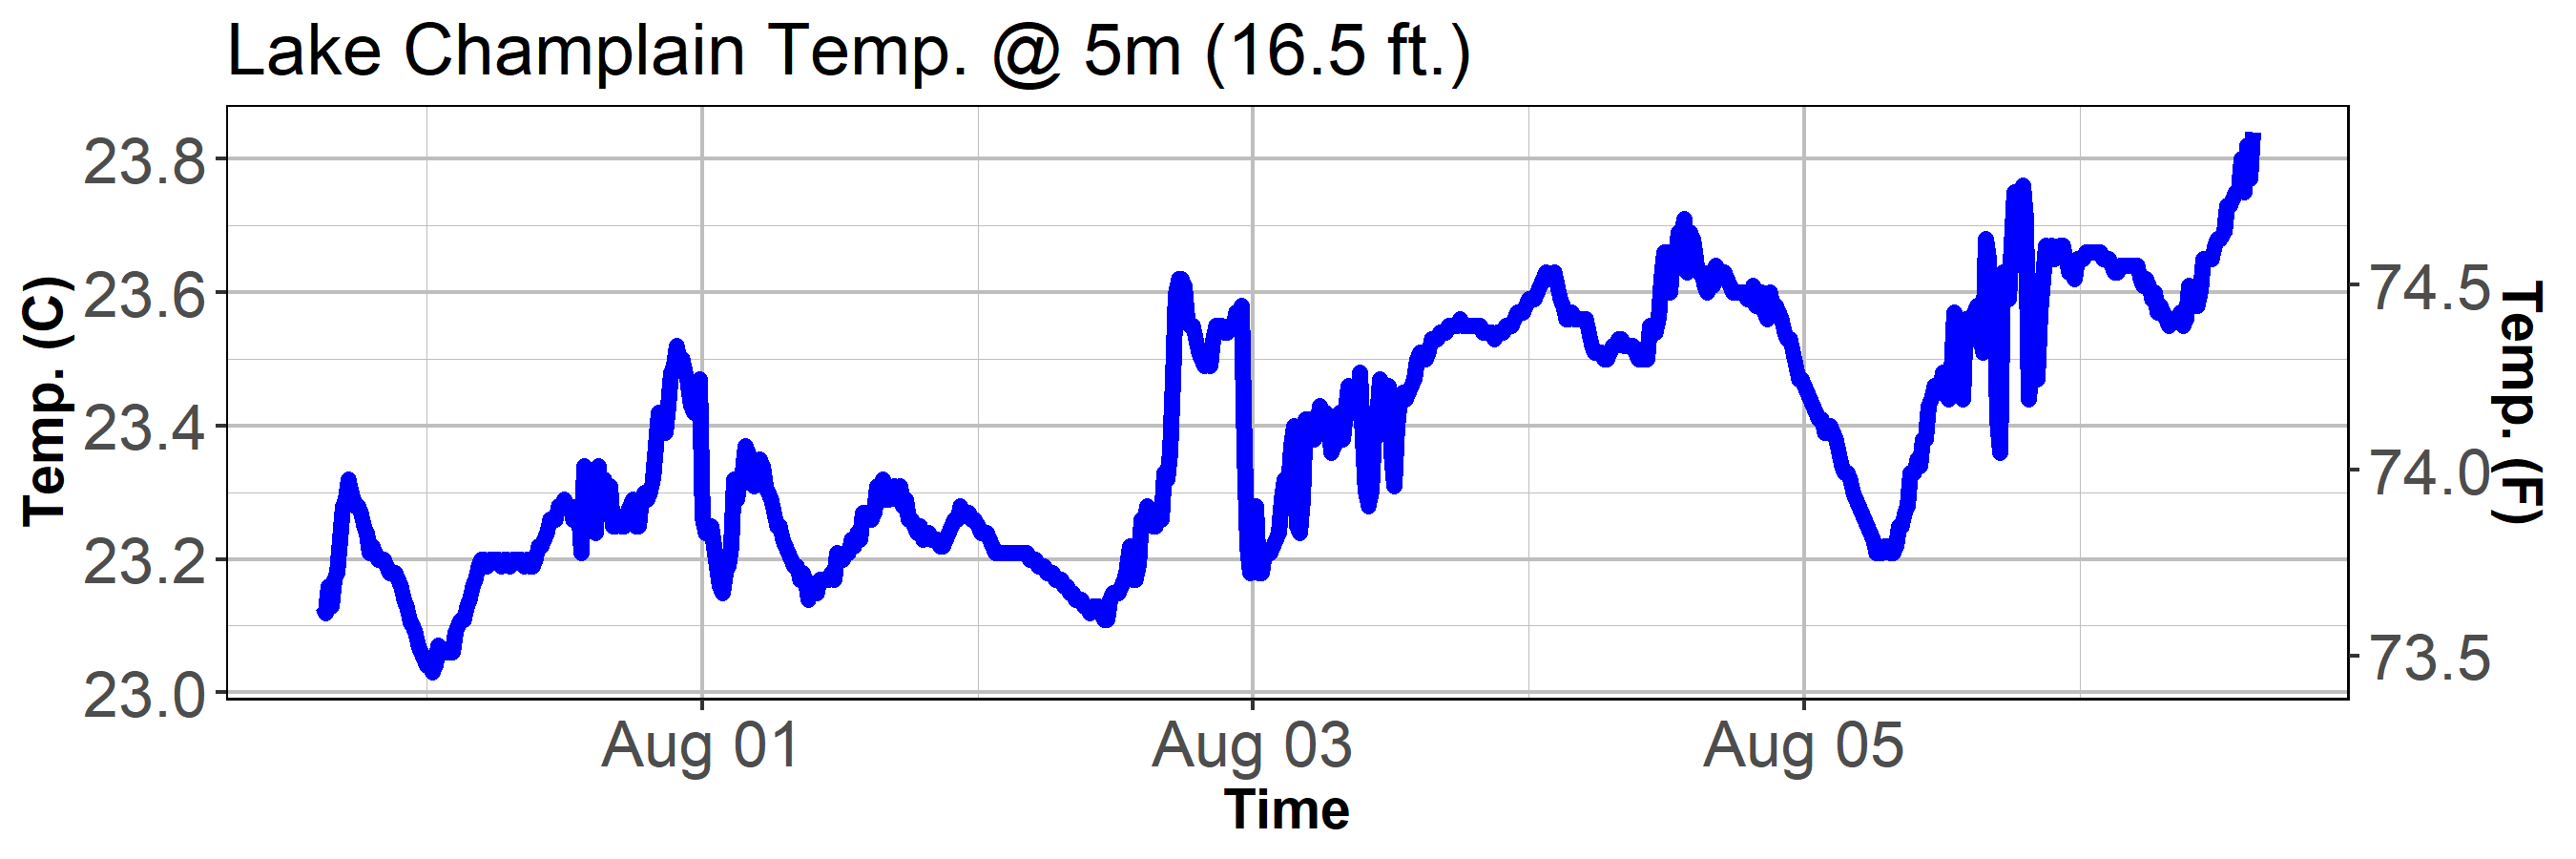 Lake Champlain Temp. @ 5m (16.5 ft.)
Temp. (C)
23.8
23.6
23.4
23.2
23.0
74.5
74.0
73.5
Temp. (F)
Aug 01
Aug 03
Aug 05
Time